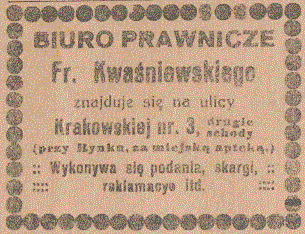 BIURO PRAWNICZE
Fr. Kwaśniewskiego
znajduje się na ulicy
Krakowskiej nr. 3, drugie schody
(przy Rynku, za miejską apteką.)
:: Wykonywa się podania, skargi, ::
:::: reklamacye itd. ::::